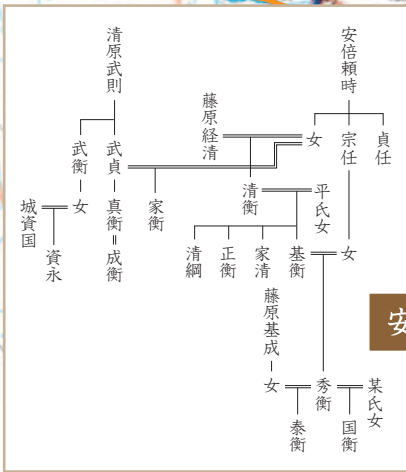 安倍頼時
貞任
宗任
女
藤原経清
清原武則
武貞
武衡
女
家衡
清衡
平氏女
真衡
成衡
城資国
資永
女
基衡
家清
正衡
清綱
藤原基成
女
秀衡
某氏女
泰衡
国衡
安